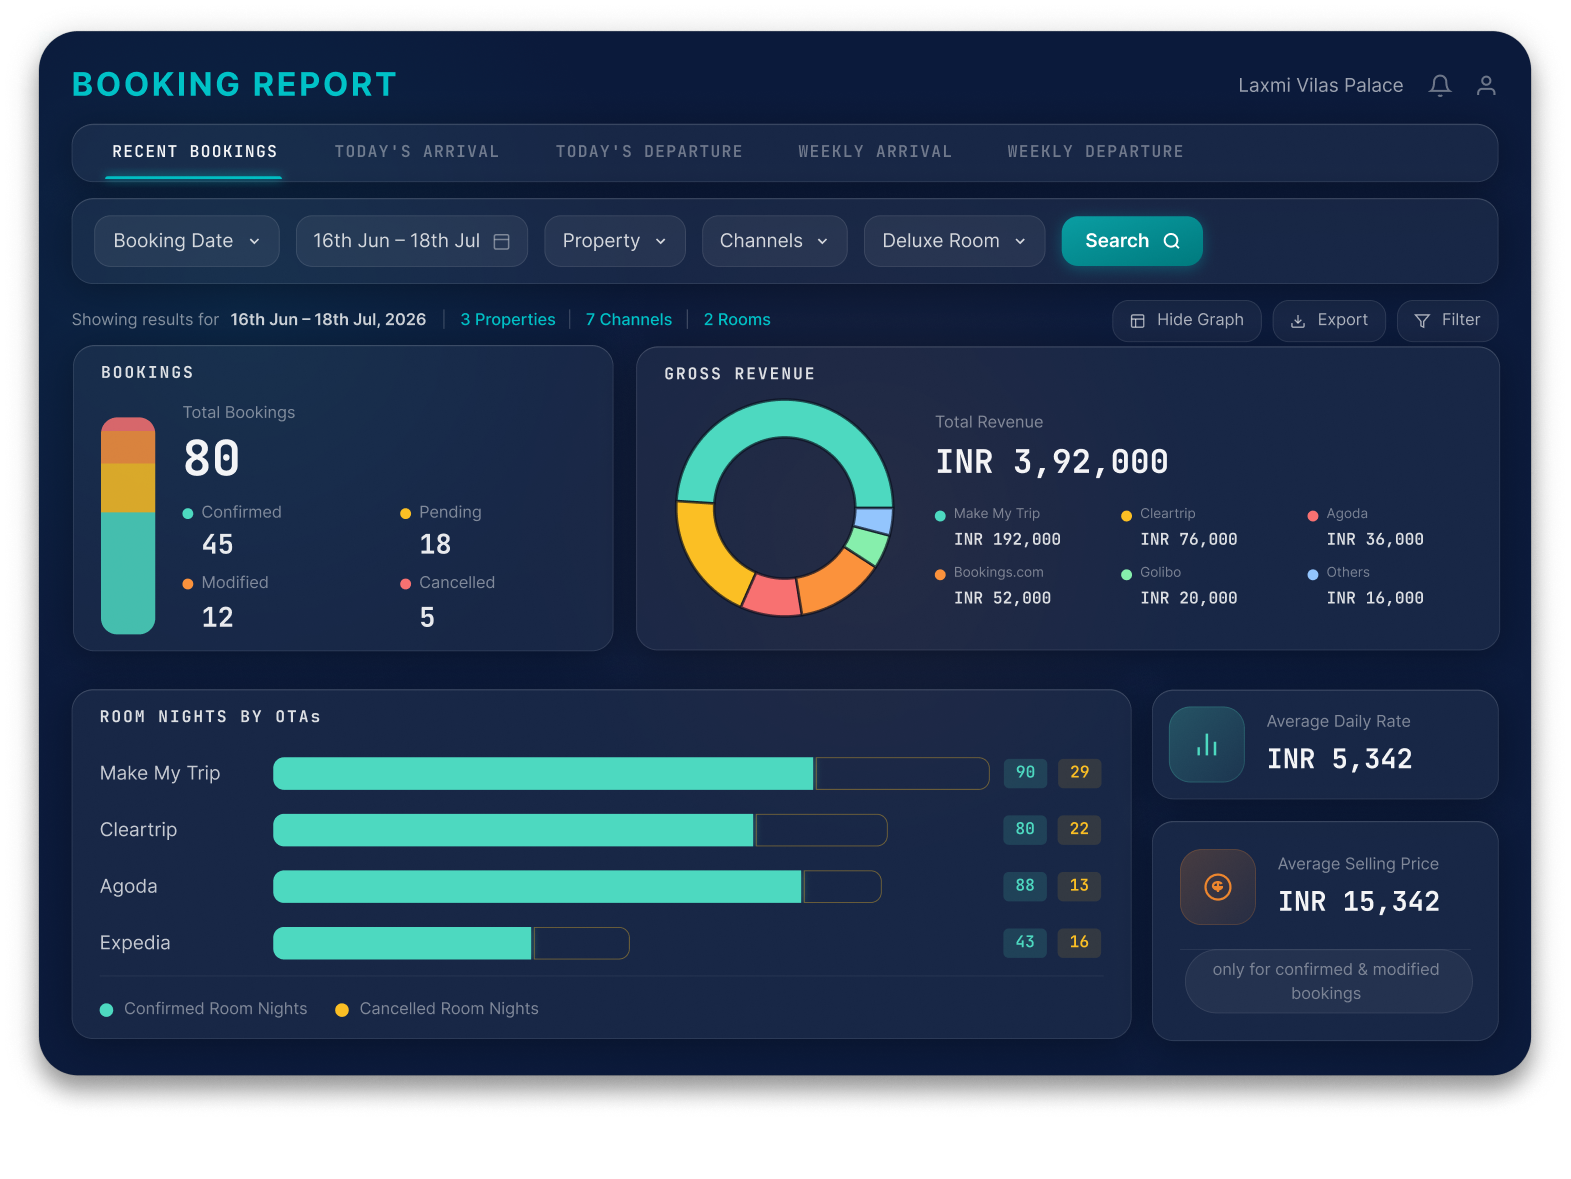 BOOKING REPORT
Laxmi Vilas Palace
RECENT BOOKINGS
TODAY'S ARRIVAL
TODAY'S DEPARTURE
WEEKLY ARRIVAL
WEEKLY DEPARTURE
Booking Date
16th Jun – 18th Jul
Property
Channels
Deluxe Room
Search
Showing results for 16th Jun – 18th Jul, 2026
3 Properties
7 Channels
2 Rooms
Hide Graph
Export
Filter
BOOKINGS
Total Bookings
80
Confirmed
45
Pending
18
Modified
12
Cancelled
5
GROSS REVENUE
Total Revenue
INR 3,92,000
Make My Trip
INR 192,000
Cleartrip
INR 76,000
Agoda
INR 36,000
Bookings.com
INR 52,000
Golibo
INR 20,000
Others
INR 16,000
ROOM NIGHTS BY OTAs
Make My Trip
90
29
Cleartrip
80
22
Agoda
88
13
Expedia
43
16
Confirmed Room Nights
Cancelled Room Nights
Average Daily Rate
INR 5,342
Average Selling Price
INR 15,342
only for confirmed & modified
bookings